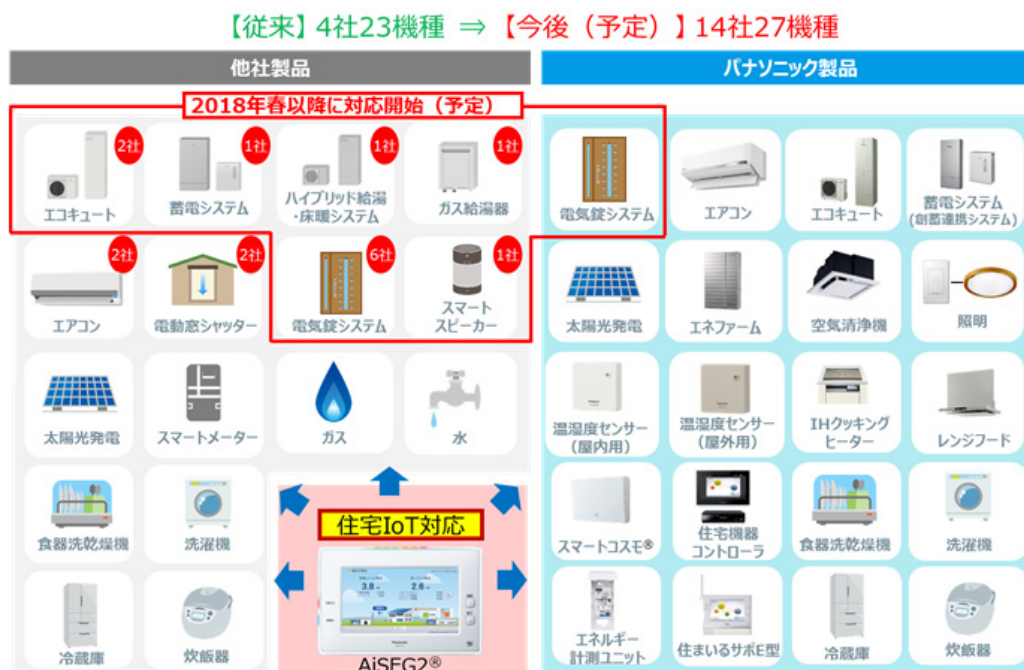 【従来】4社23機種 ⇒ 【今後（予定）】14社27機種
他社製品
パナソニック製品
2018年春以降に対応開始（予定）
2社
1社
1社
1社
エコキュート
蓄電システム
ハイブリッド給湯
・床暖システム
ガス給湯器
電気錠システム
エアコン
エコキュート
蓄電システム
(創蓄連携システム)
2社
2社
6社
1社
エアコン
電動窓シャッター
電気錠システム
スマート
スピーカー
太陽光発電
エネファーム
空気清浄機
照明
太陽光発電
スマートメーター
ガス
水
温湿度センサー
（屋内用）
温湿度センサー
（屋外用）
IHクッキング
ヒーター
レンジフード
食器洗乾燥機
洗濯機
住宅IoT対応
スマートコスモ®
住宅機器
コントローラ
食器洗乾燥機
洗濯機
3.8
2.6
冷蔵庫
炊飯器
AiSEG2®
エネルギー
計測ユニット
住まいるサポE型
冷蔵庫
炊飯器